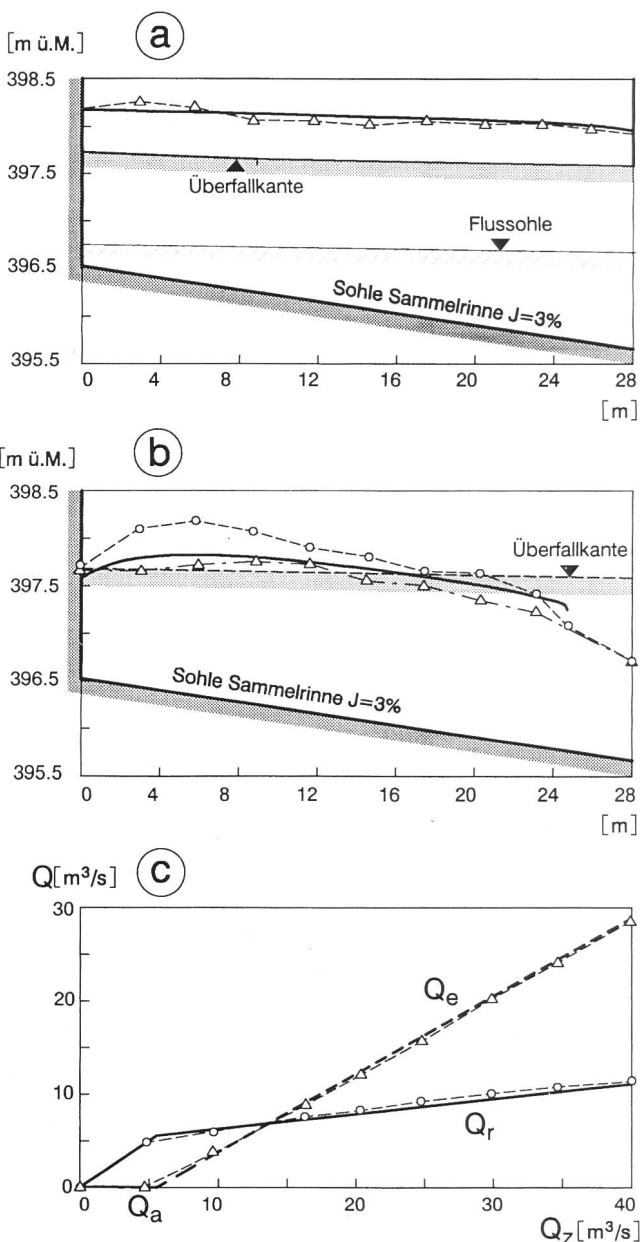 a
[m ü.M.]
398.5
397.5
Überfallkante
Flussohle
396.5
Sohle Sammelrinne J=3%
395.5
0 4 8 12 16 20 24 28
[m]
b
[m ü.M.]
398.5
Überfallkante
397.5
396.5
Sohle Sammelrinne J=3%
395.5
0 4 8 12 16 20 24 28
[m]
Q[m³/s] c
30
Qe
20
10
Qr
0
Qa
0 10 20 30 40
Qz[m³/s]